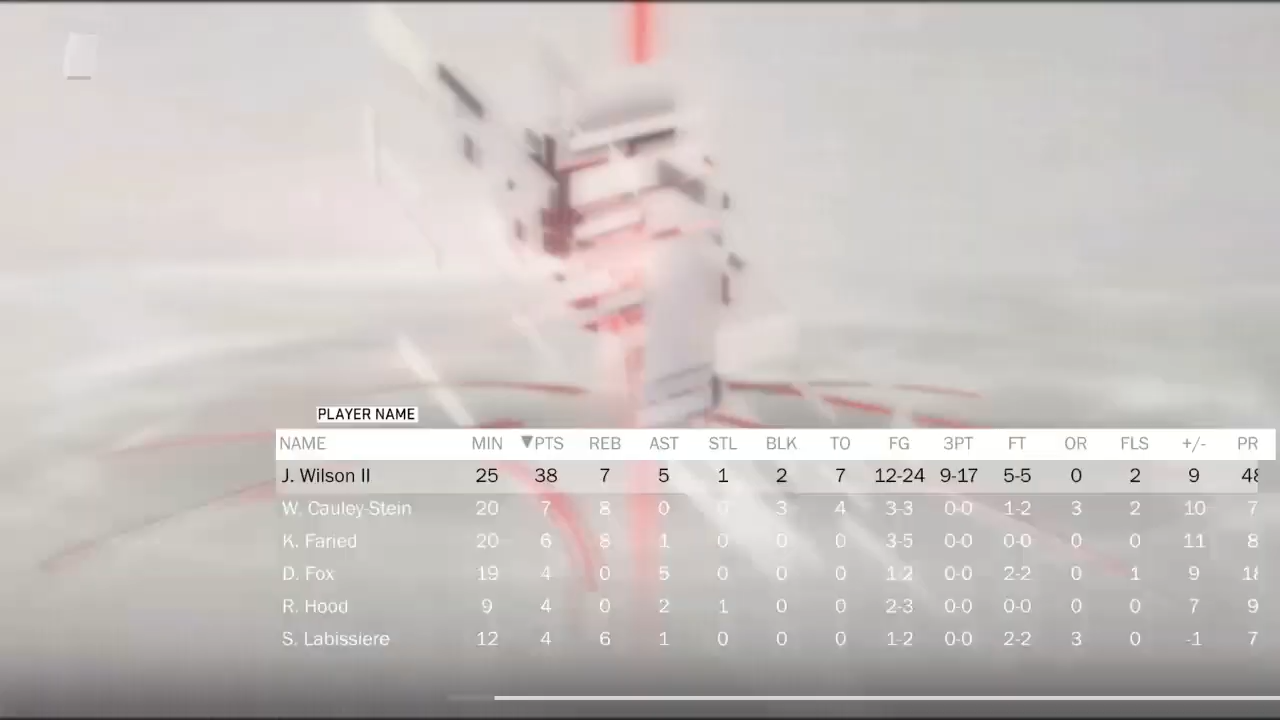 PLAYER NAME
NAME MIN ▼PTS REB AST STL BLK TO FG 3PT FT OR FLS +/- PR
J. Wilson II 25 38 7 5 1 2 7 12-24 9-17 5-5 0 2 9 48
W. Cauley-Stein 20 7 8 0 0 3 4 3-3 0-0 1-2 3 2 10 7
K. Faried 20 6 8 1 0 0 0 3-5 0-0 0-0 0 0 11 8
D. Fox 19 4 0 5 0 0 0 1-2 0-0 2-2 0 1 9 18
R. Hood 9 4 0 2 1 0 0 2-3 0-0 0-0 0 0 7 9
S. Labissiere 12 4 6 1 0 0 0 1-2 0-0 2-2 3 0 -1 7